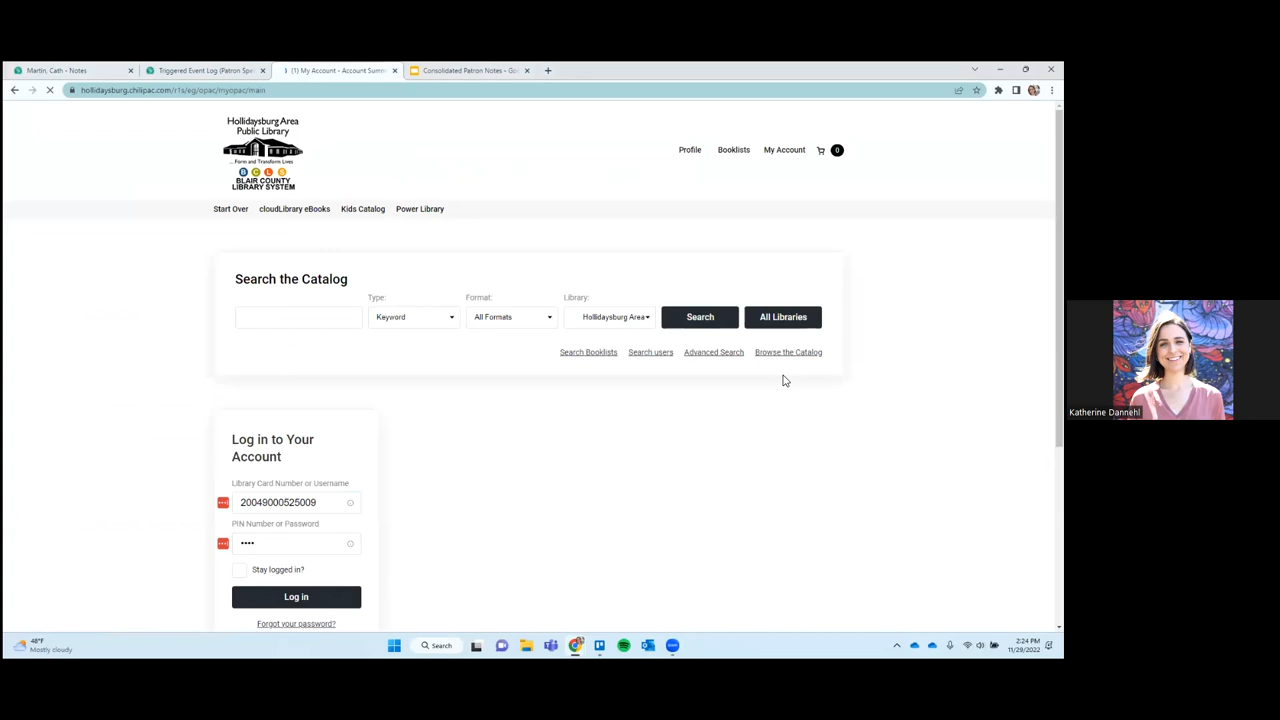 Martin, Cath - Notes
Triggered Event Log (Patron Spe
(1) My Account - Account Summ
Consolidated Patron Notes - Goo
hollidaysburg.chilipac.com/r1s/eg/opac/myopac/main
Hollidaysburg Area
Public Library
...Form and Transform Lives
B C L S
BLAIR COUNTY
LIBRARY SYSTEM
Profile
Booklists
My Account
0
Start Over
cloudLibrary eBooks
Kids Catalog
Power Library
Search the Catalog
Type:
Format:
Library:
Keyword
All Formats
Hollidaysburg Area
Search
All Libraries
Search Booklists
Search users
Advanced Search
Browse the Catalog
Log in to Your
Account
Library Card Number or Username
20049000525009
PIN Number or Password
••••
Stay logged in?
Log in
Forgot your password?
Katherine Dannehl
48°F
Mostly cloudy
Search
2:24 PM
11/29/2022